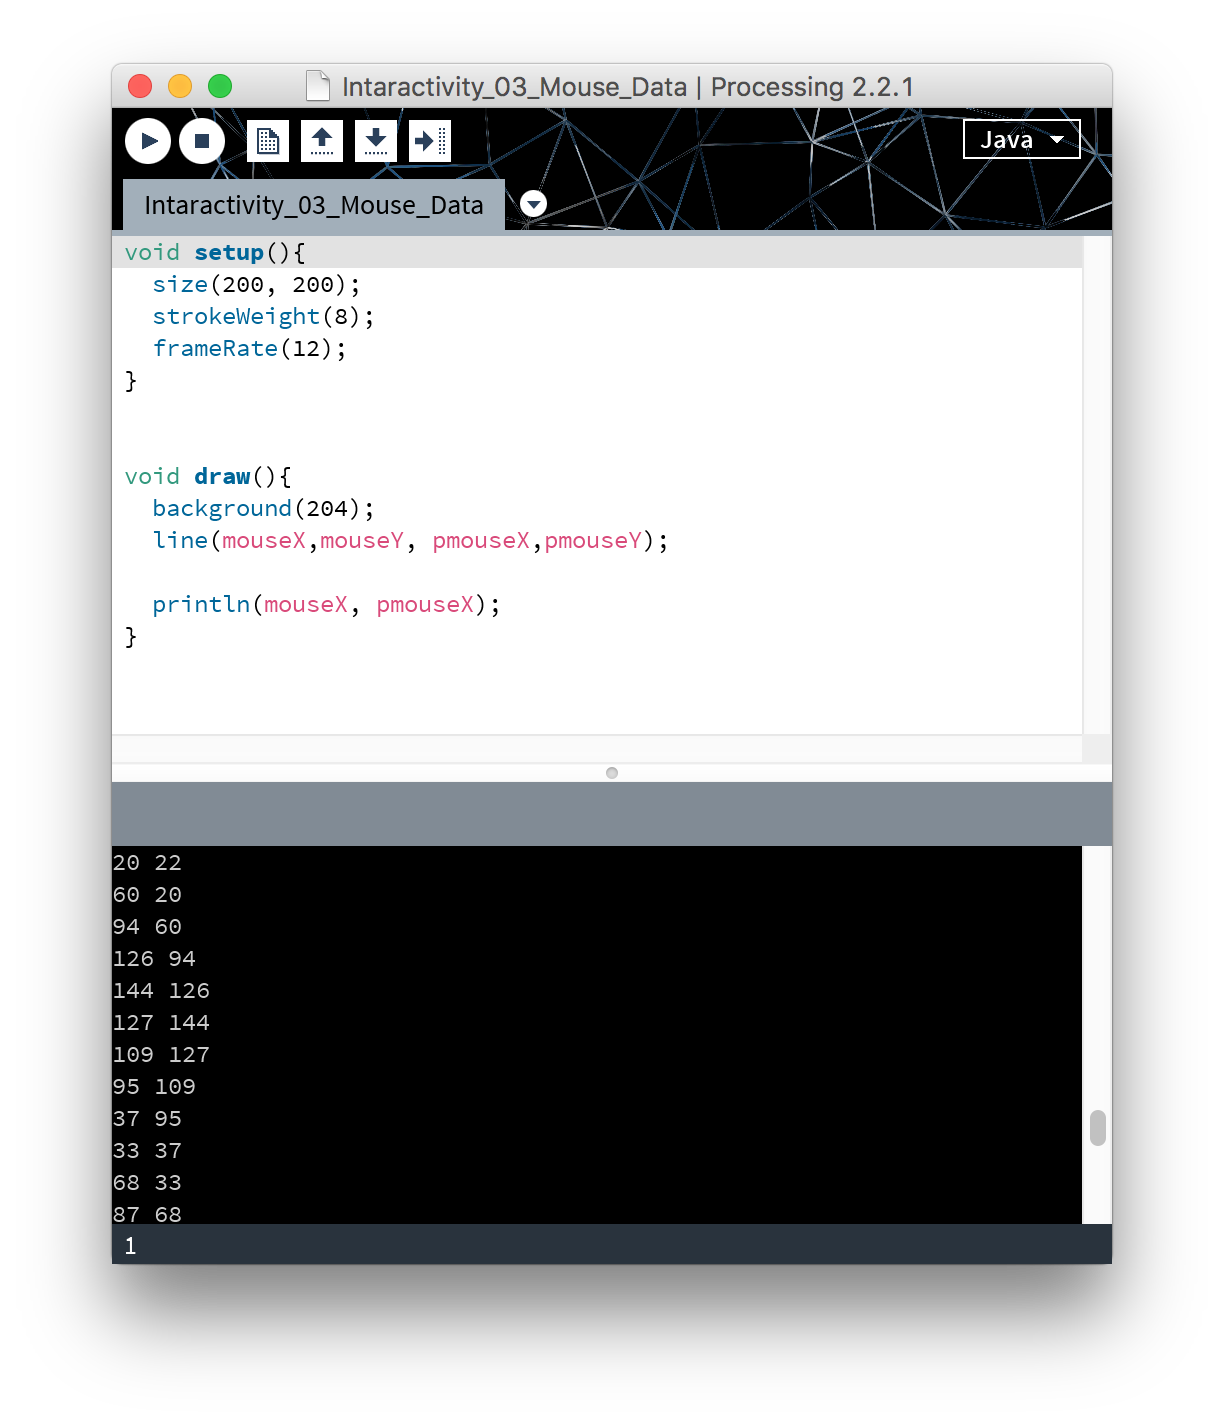 Intaractivity_03_Mouse_Data | Processing 2.2.1
Java
Intaractivity_03_Mouse_Data
void setup(){
  size(200, 200);
  strokeWeight(8);
  frameRate(12);
}
void draw(){
  background(204);
  line(mouseX,mouseY, pmouseX,pmouseY);
  println(mouseX, pmouseX);
}
20 22
60 20
94 60
126 94
144 126
127 144
109 127
95 109
37 95
33 37
68 33
87 68
1